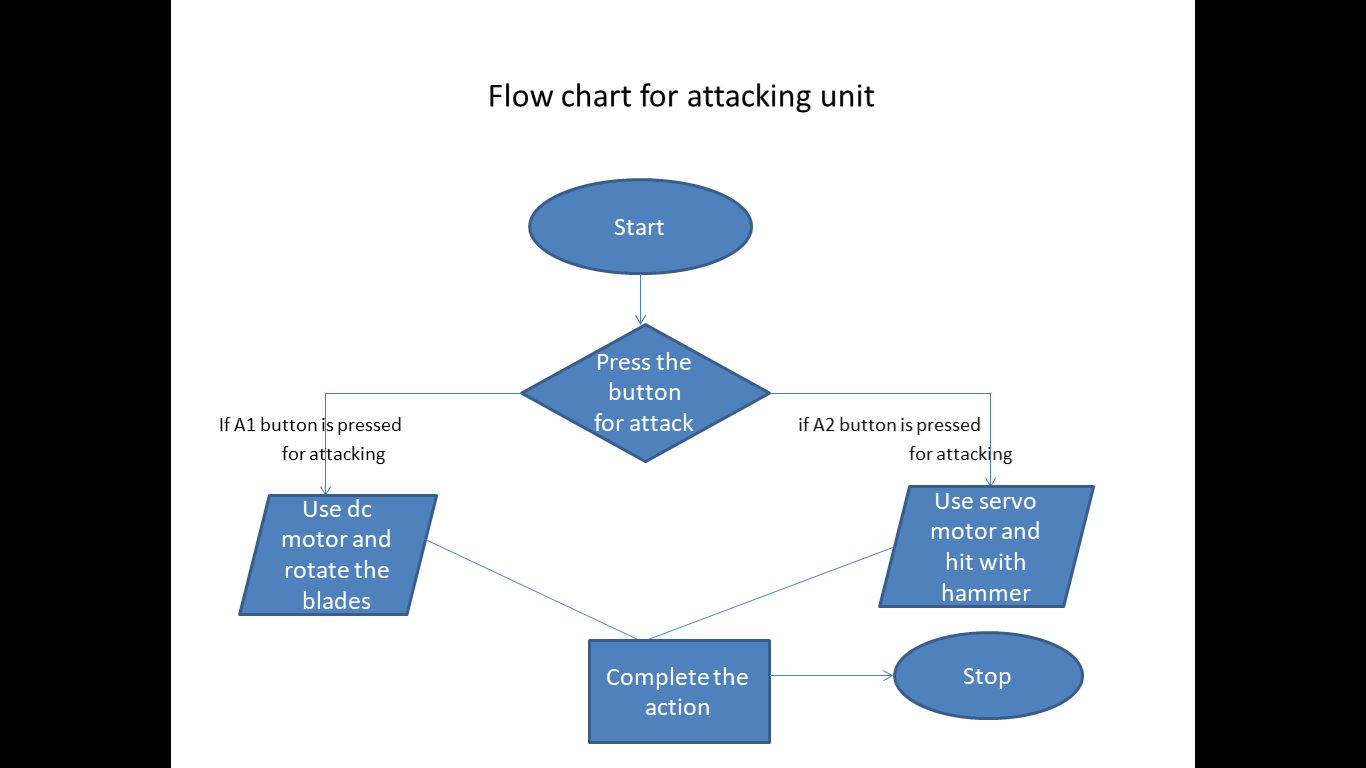 Flow chart for attacking unit
Start
Press the
button
for attack
If A1 button is pressed
for attacking
if A2 button is pressed
for attacking
Use dc
motor and
rotate the
blades
Use servo
motor and
hit with
hammer
Complete the
action
Stop